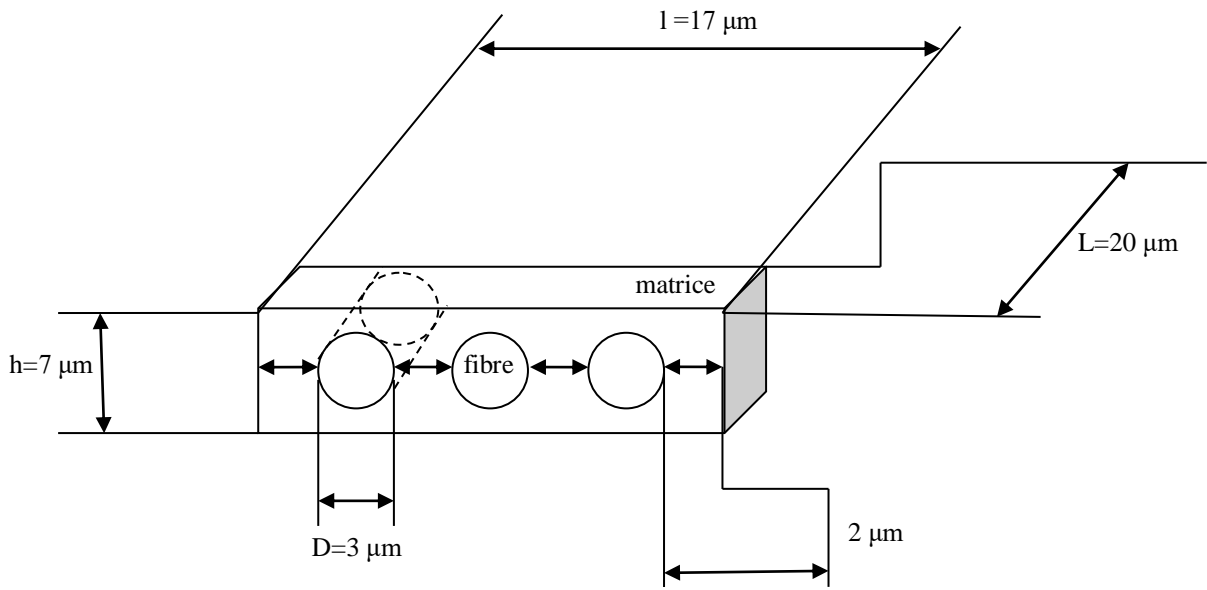 l =17 μm
L=20 μm
matrice
h=7 μm
fibre
2 μm
D=3 μm